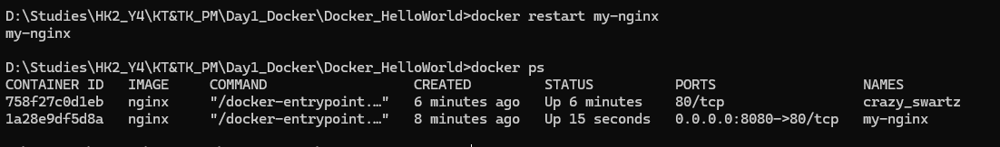 D:\Studies\HK2_Y4\KT&TK_PM\Day1_Docker\Docker_HelloWorld>docker restart my-nginx
my-nginx
D:\Studies\HK2_Y4\KT&TK_PM\Day1_Docker\Docker_HelloWorld>docker ps
CONTAINER ID   IMAGE     COMMAND                  CREATED         STATUS          PORTS                  NAMES
758f27c0d1eb   nginx     "/docker-entrypoint.…"   6 minutes ago   Up 6 minutes    80/tcp                 crazy_swartz
1a28e9df5d8a   nginx     "/docker-entrypoint.…"   8 minutes ago   Up 15 seconds   0.0.0.0:8080->80/tcp   my-nginx